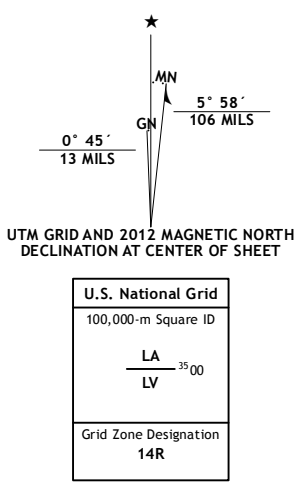 ★
MN
GN
5° 58´
106 MILS
0° 45´
13 MILS
UTM GRID AND 2012 MAGNETIC NORTH
DECLINATION AT CENTER OF SHEET
U.S. National Grid
100,000-m Square ID
LA
³⁵00
LV
Grid Zone Designation
14R